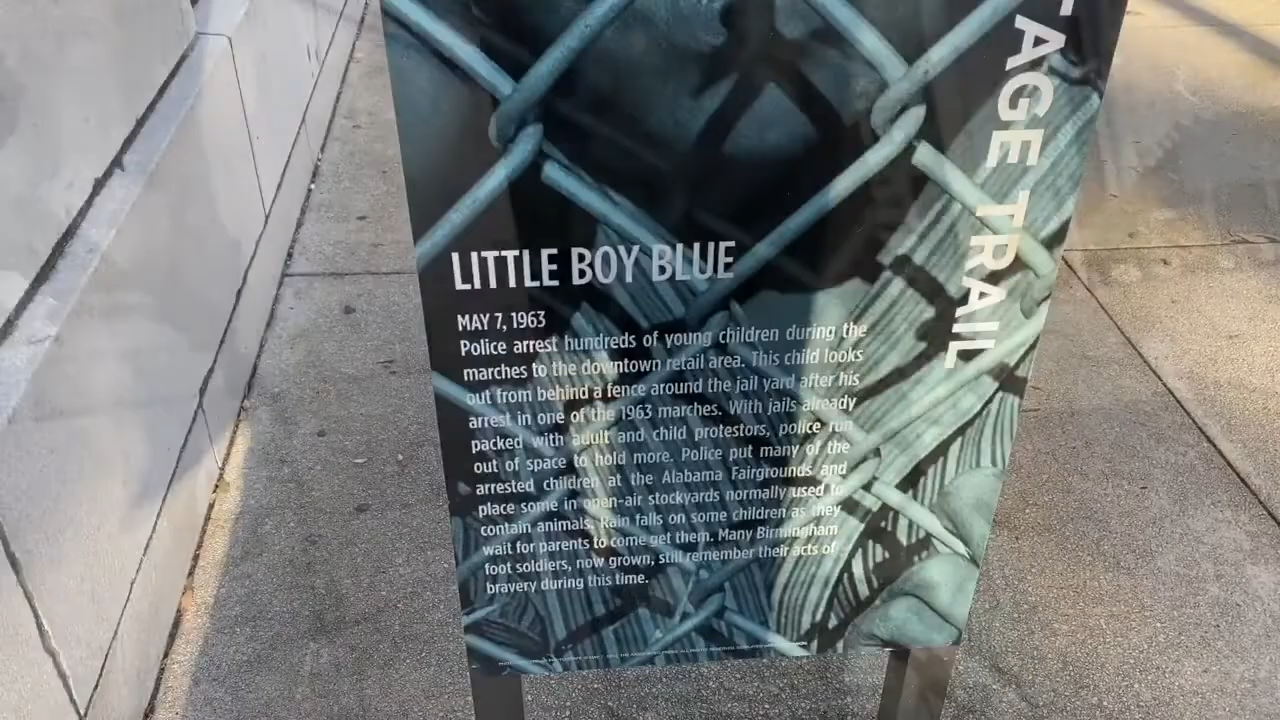 TAGE TRAIL
LITTLE BOY BLUE
MAY 7, 1963
Police arrest hundreds of young children during the
marches to the downtown retail area. This child looks
out from behind a fence around the jail yard after his
arrest in one of the 1963 marches. With jails already
packed with adult and child protestors, police run
out of space to hold more. Police put many of the
arrested children at the Alabama Fairgrounds and
place some in open-air stockyards normally used to
contain animals. Rain falls on some children as they
wait for parents to come get them. Many Birmingham
foot soldiers, now grown, still remember their acts of
bravery during this time.